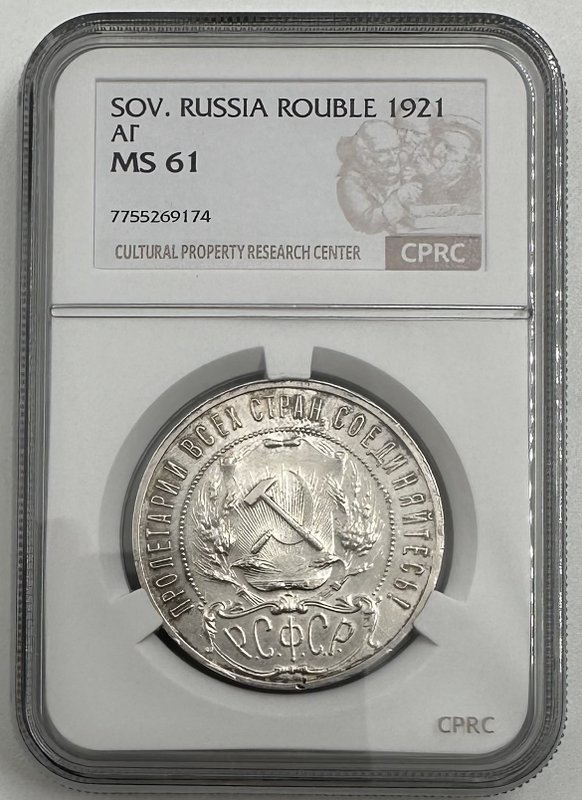 SOV. RUSSIA ROUBLE 1921
АГ
MS 61
7755269174
CULTURAL PROPERTY RESEARCH CENTER CPRC
ПРОЛЕТАРИИ ВСЕХ СТРАН СОЕДИНЯЙТЕСЬ!
Р.С.Ф.С.Р.
CPRC